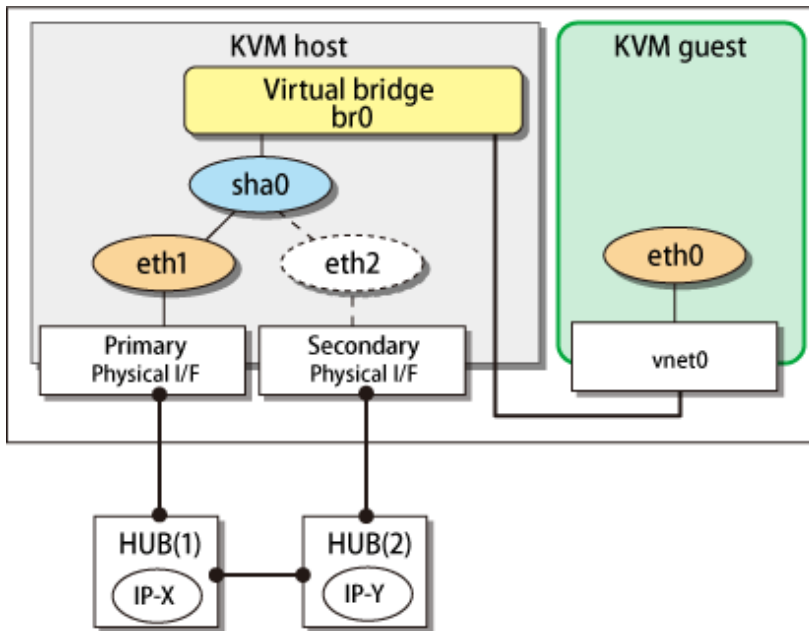 KVM host
KVM guest
Virtual bridge
br0
sha0
eth1
eth2
eth0
Primary
Physical I/F
Secondary
Physical I/F
vnet0
HUB(1)
HUB(2)
IP-X
IP-Y